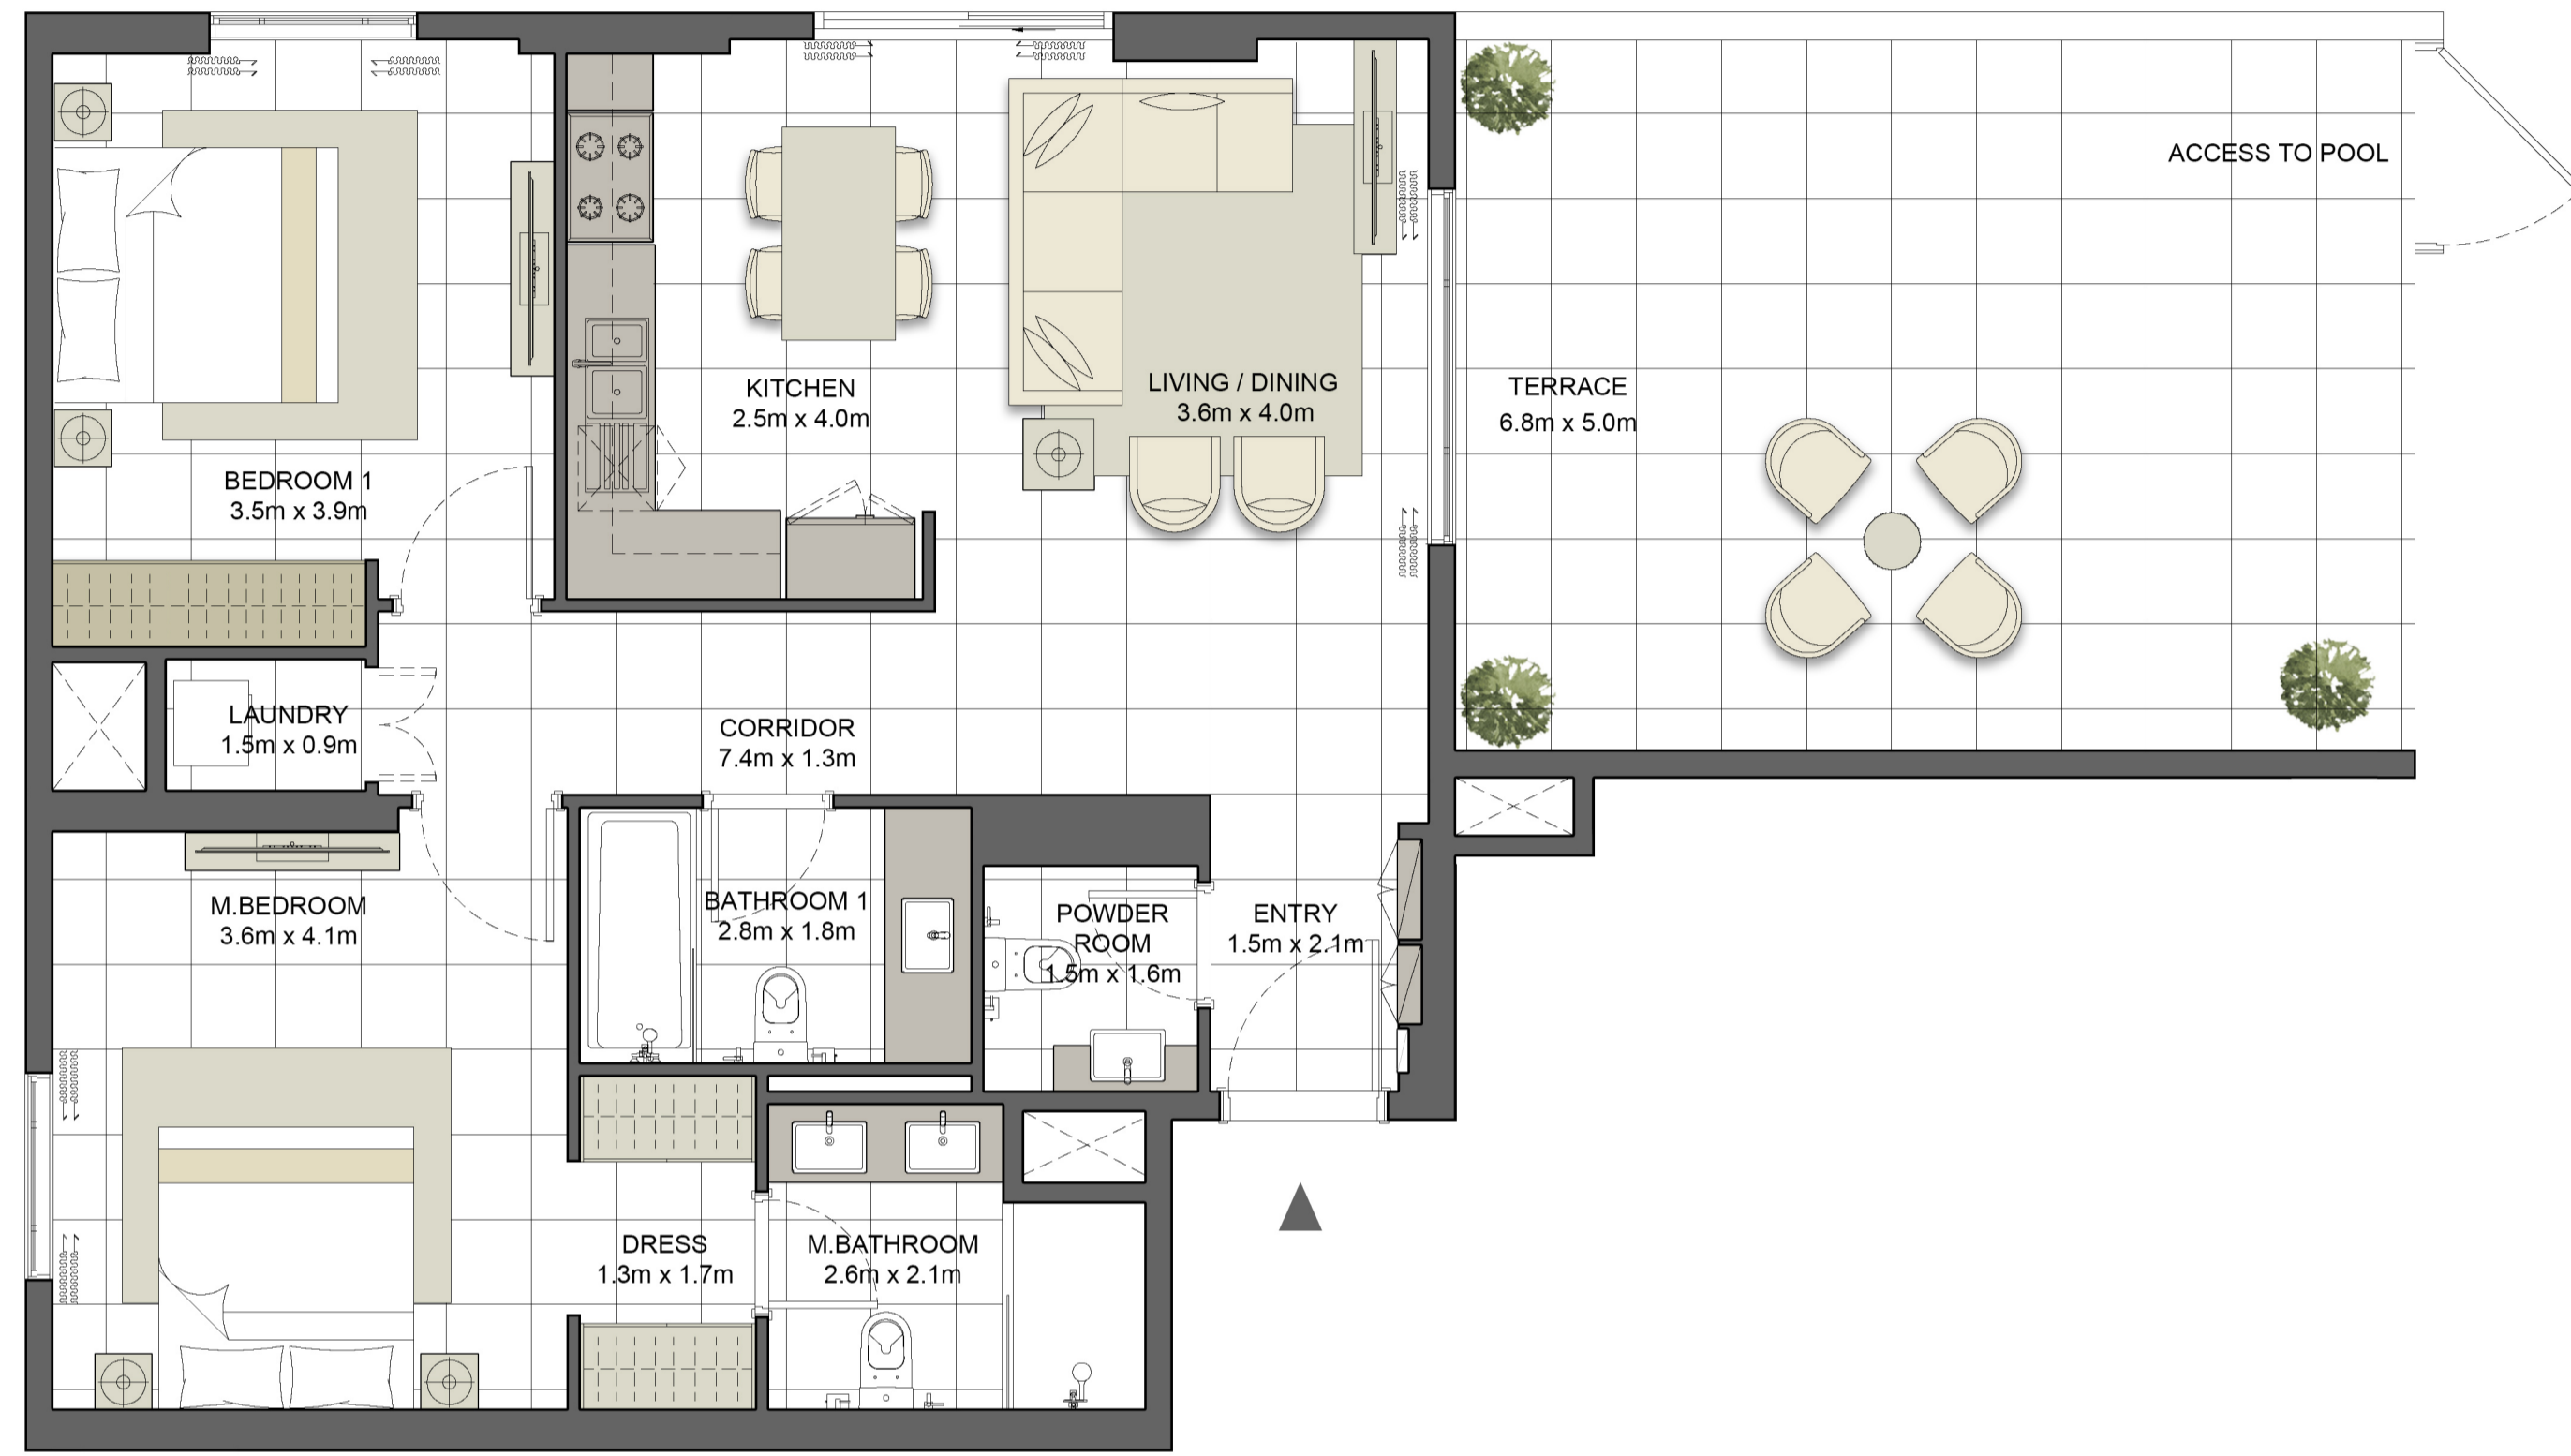 ACCESS TO POOL
KITCHEN
2.5m x 4.0m
LIVING / DINING
3.6m x 4.0m
TERRACE
6.8m x 5.0m
BEDROOM 1
3.5m x 3.9m
LAUNDRY
1.5m x 0.9m
CORRIDOR
7.4m x 1.3m
M.BEDROOM
3.6m x 4.1m
BATHROOM 1
2.8m x 1.8m
POWDER
ROOM
1.5m x 1.6m
ENTRY
1.5m x 2.1m
DRESS
1.3m x 1.7m
M.BATHROOM
2.6m x 2.1m